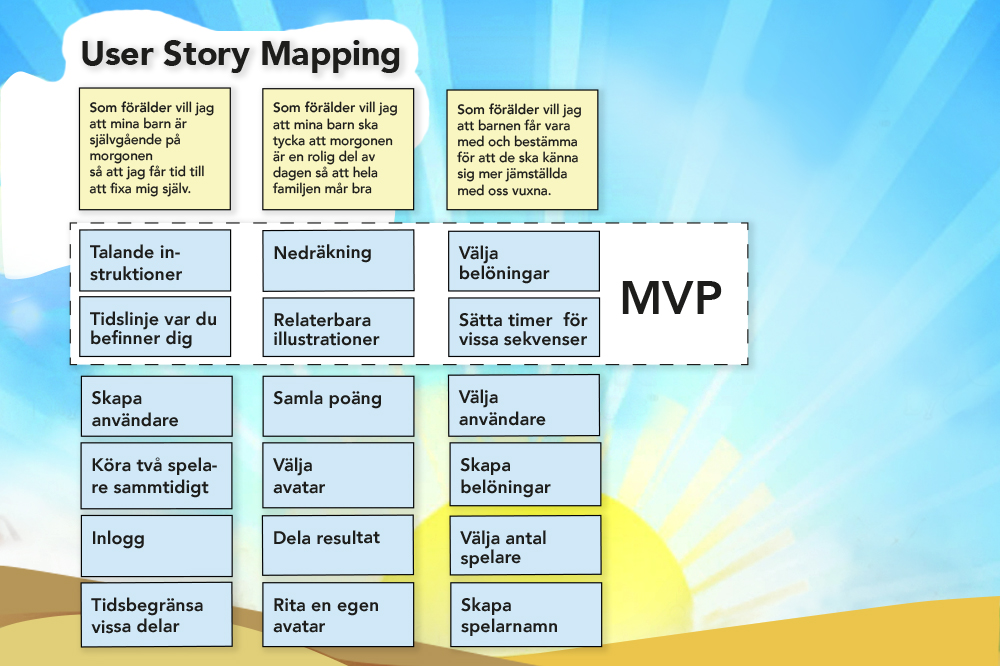 User Story Mapping
Som förälder vill jag
att mina barn är
självgående på
morgonen
så att jag får tid till
att fixa mig själv.
Som förälder vill jag
att mina barn ska
tycka att morgonen
är en rolig del av
dagen så att hela
familjen mår bra
Som förälder vill jag
att barnen får vara
med och bestämma
för att de ska känna
sig mer jämställda
med oss vuxna.
Talande in-
struktioner
Nedräkning
Välja
belöningar
Tidslinje var du
befinner dig
Relaterbara
illustrationer
Sätta timer för
vissa sekvenser
MVP
Skapa
användare
Samla poäng
Välja
användare
Köra två spela-
re sammtidigt
Välja
avatar
Skapa
belöningar
Inlogg
Dela resultat
Välja antal
spelare
Tidsbegränsa
vissa delar
Rita en egen
avatar
Skapa
spelarnamn